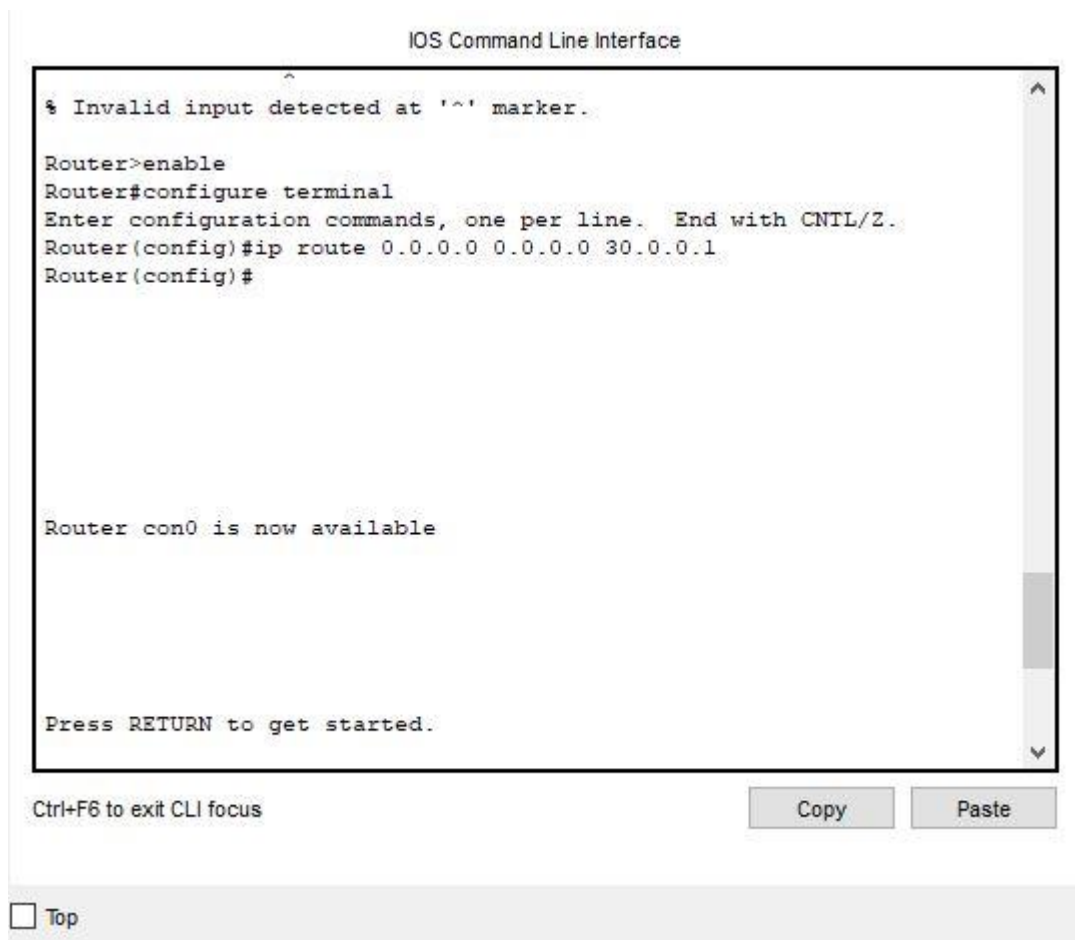 IOS Command Line Interface
^
% Invalid input detected at '^' marker.
Router>enable
Router#configure terminal
Enter configuration commands, one per line.  End with CNTL/Z.
Router(config)#ip route 0.0.0.0 0.0.0.0 30.0.0.1
Router(config)#
Router con0 is now available
Press RETURN to get started.
Ctrl+F6 to exit CLI focus
Copy
Paste
Top